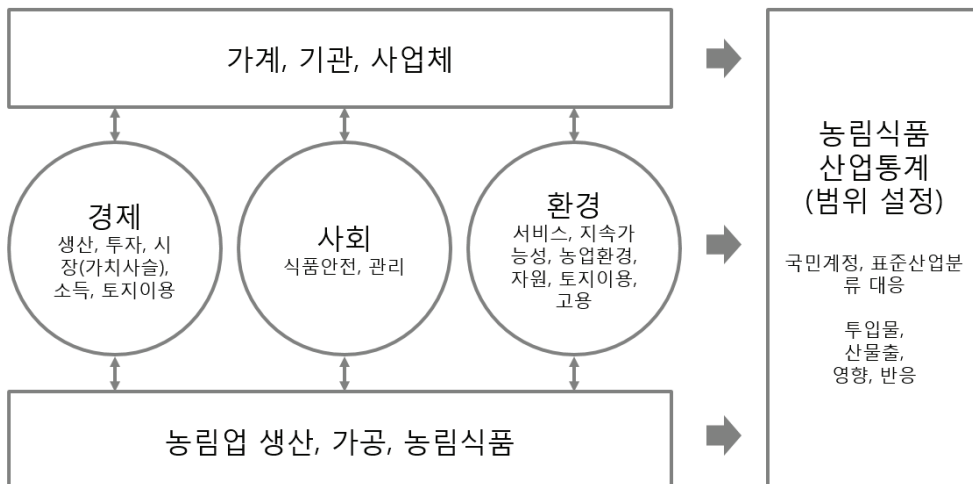 가계, 기관, 사업체
경제
생산, 투자, 시
장(가치사슬),
소득, 토지이용
사회
식품안전, 관리
환경
서비스, 지속가
능성, 농업환경,
자원, 토지이용,
고용
농림업 생산, 가공, 농림식품
농림식품
산업통계
(범위 설정)
국민계정, 표준산업분
류 대응
투입물,
산물출,
영향, 반응